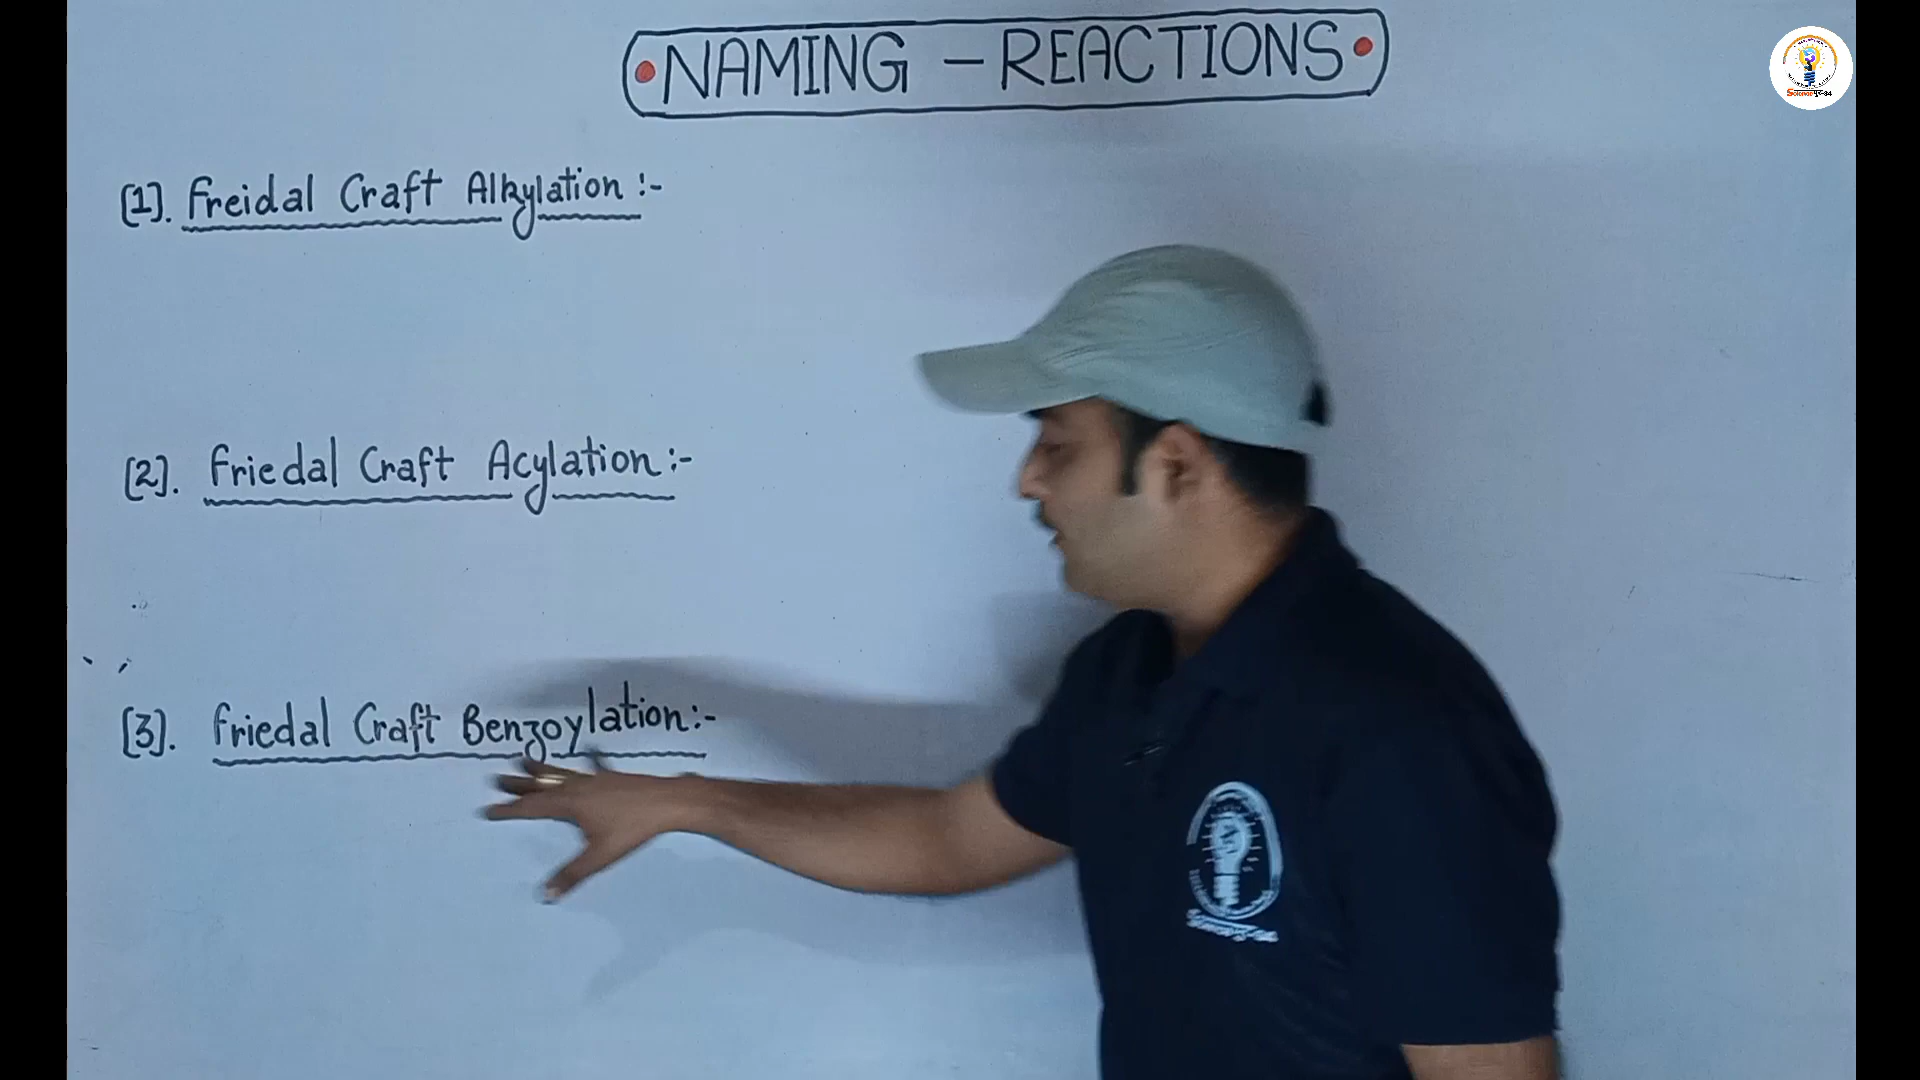 • NAMING – REACTIONS •
[1]. Freidal Craft Alkylation :-
[2]. Friedal Craft Acylation :-
[3]. Friedal Craft Benzoylation :-